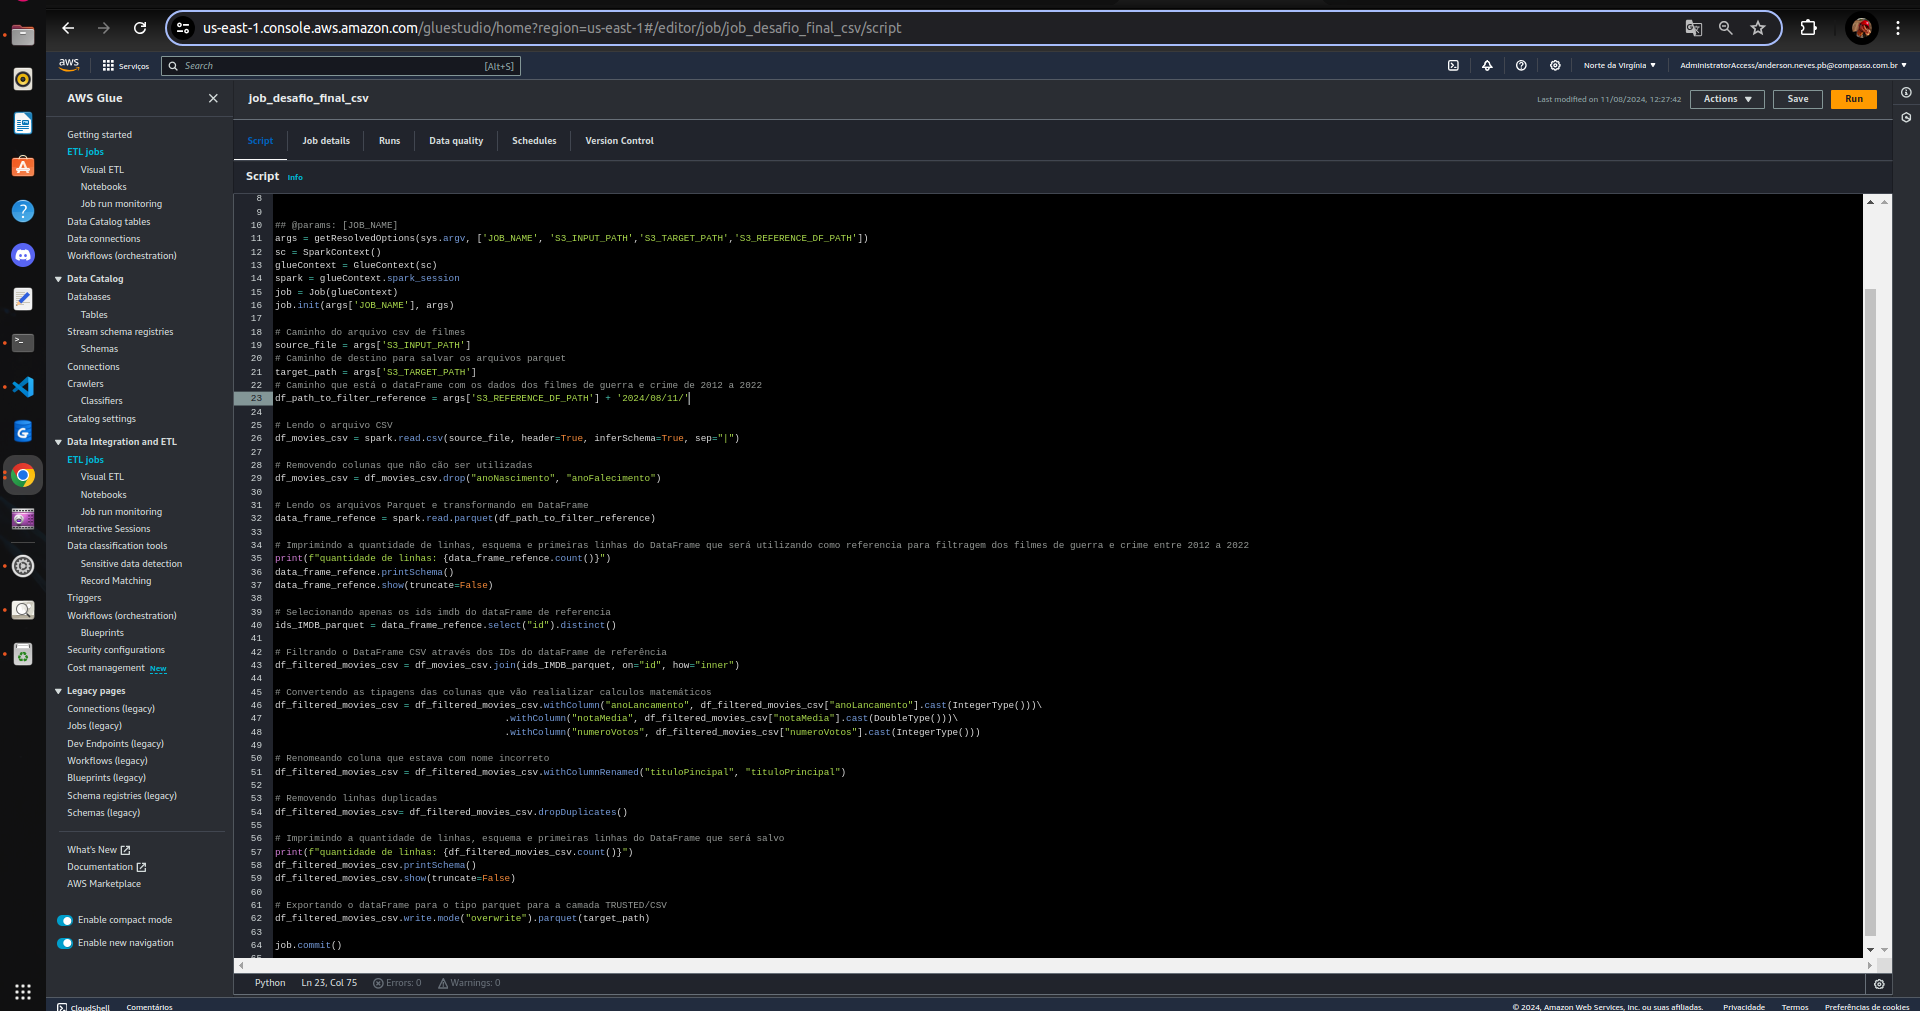 us-east-1.console.aws.amazon.com/gluestudio/home?region=us-east-1#/editor/job/job_desafio_final_csv/script
aws
Serviços
Search [Alt+S]
Norte da Virgínia ▼
AdministratorAccess/anderson.neves.pb@compasso.com.br ▼
AWS Glue
Getting started
ETL jobs
Visual ETL
Notebooks
Job run monitoring
Data Catalog tables
Data connections
Workflows (orchestration)
Data Catalog
Databases
Tables
Stream schema registries
Schemas
Connections
Crawlers
Classifiers
Catalog settings
Data Integration and ETL
ETL jobs
Visual ETL
Notebooks
Job run monitoring
Interactive Sessions
Data classification tools
Sensitive data detection
Record Matching
Triggers
Workflows (orchestration)
Blueprints
Security configurations
Cost management New
Legacy pages
Connections (legacy)
Jobs (legacy)
Dev Endpoints (legacy)
Workflows (legacy)
Blueprints (legacy)
Schema registries (legacy)
Schemas (legacy)
What's New
Documentation
AWS Marketplace
Enable compact mode
Enable new navigation
job_desafio_final_csv
Last modified on 11/08/2024, 12:27:42
Actions ▼
Save
Run
Script
Job details
Runs
Data quality
Schedules
Version Control
Script Info
8
9
10 ## @params: [JOB_NAME]
11 args = getResolvedOptions(sys.argv, ['JOB_NAME', 'S3_INPUT_PATH','S3_TARGET_PATH','S3_REFERENCE_DF_PATH'])
12 sc = SparkContext()
13 glueContext = GlueContext(sc)
14 spark = glueContext.spark_session
15 job = Job(glueContext)
16 job.init(args['JOB_NAME'], args)
17
18 # Caminho do arquivo csv de filmes
19 source_file = args['S3_INPUT_PATH']
20 # Caminho de destino para salvar os arquivos parquet
21 target_path = args['S3_TARGET_PATH']
22 # Caminho que está o dataFrame com os dados dos filmes de guerra e crime de 2012 a 2022
23 df_path_to_filter_reference = args['S3_REFERENCE_DF_PATH'] + '2024/08/11/'
24
25 # Lendo o arquivo CSV
26 df_movies_csv = spark.read.csv(source_file, header=True, inferSchema=True, sep="|")
27
28 # Removendo colunas que não cão ser utilizadas
29 df_movies_csv = df_movies_csv.drop("anoNascimento", "anoFalecimento")
30
31 # Lendo os arquivos Parquet e transformando em DataFrame
32 data_frame_refence = spark.read.parquet(df_path_to_filter_reference)
33
34 # Imprimindo a quantidade de linhas, esquema e primeiras linhas do DataFrame que será utilizando como referencia para filtragem dos filmes de guerra e crime entre 2012 a 2022
35 print(f"quantidade de linhas: {data_frame_refence.count()}")
36 data_frame_refence.printSchema()
37 data_frame_refence.show(truncate=False)
38
39 # Selecionando apenas os ids imdb do dataFrame de referencia
40 ids_IMDB_parquet = data_frame_refence.select("id").distinct()
41
42 # Filtrando o DataFrame CSV através dos IDs do dataFrame de referência
43 df_filtered_movies_csv = df_movies_csv.join(ids_IMDB_parquet, on="id", how="inner")
44
45 # Convertendo as tipagens das colunas que vão realializar calculos matemáticos
46 df_filtered_movies_csv = df_filtered_movies_csv.withColumn("anoLancamento", df_filtered_movies_csv["anoLancamento"].cast(IntegerType()))\
47 .withColumn("notaMedia", df_filtered_movies_csv["notaMedia"].cast(DoubleType()))\
48 .withColumn("numeroVotos", df_filtered_movies_csv["numeroVotos"].cast(IntegerType()))
49
50 # Renomeando coluna que estava com nome incorreto
51 df_filtered_movies_csv = df_filtered_movies_csv.withColumnRenamed("tituloPincipal", "tituloPrincipal")
52
53 # Removendo linhas duplicadas
54 df_filtered_movies_csv= df_filtered_movies_csv.dropDuplicates()
55
56 # Imprimindo a quantidade de linhas, esquema e primeiras linhas do DataFrame que será salvo
57 print(f"quantidade de linhas: {df_filtered_movies_csv.count()}")
58 df_filtered_movies_csv.printSchema()
59 df_filtered_movies_csv.show(truncate=False)
60
61 # Exportando o dataFrame para o tipo parquet para a camada TRUSTED/CSV
62 df_filtered_movies_csv.write.mode("overwrite").parquet(target_path)
63
64 job.commit()
65
Python Ln 23, Col 75 Errors: 0 Warnings: 0
CloudShell Comentários
© 2024, Amazon Web Services, Inc. ou suas afiliadas. Privacidade Termos Preferências de cookies